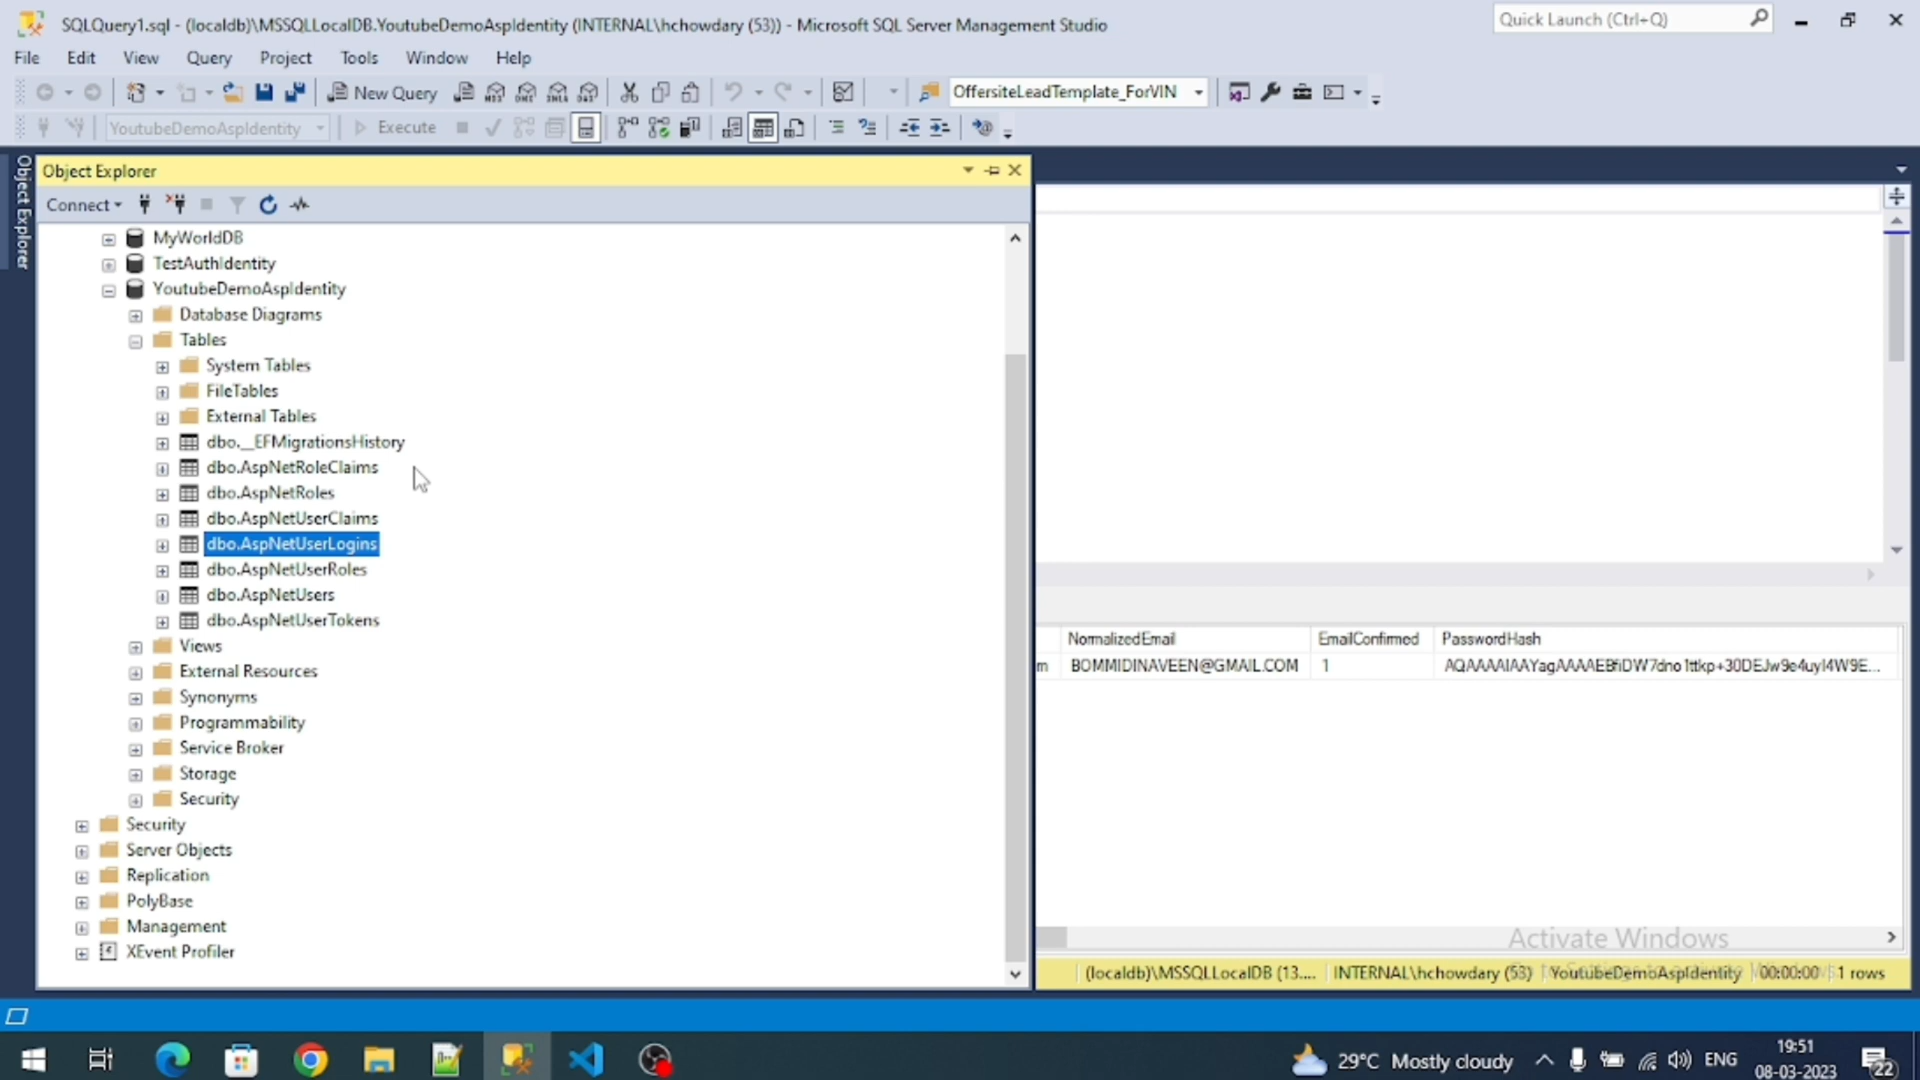 SQLQuery1.sql - (localdb)\MSSQLLocalDB.YoutubeDemoAspIdentity (INTERNAL\hchowdary (53)) - Microsoft SQL Server Management Studio
Quick Launch (Ctrl+Q)
File Edit View Query Project Tools Window Help
New Query
OffersiteLeadTemplate_ForVIN
YoutubeDemoAspIdentity
Execute
Object Explorer
Object Explorer
Connect
MyWorldDB
TestAuthIdentity
YoutubeDemoAspIdentity
Database Diagrams
Tables
System Tables
FileTables
External Tables
dbo.__EFMigrationsHistory
dbo.AspNetRoleClaims
dbo.AspNetRoles
dbo.AspNetUserClaims
dbo.AspNetUserLogins
dbo.AspNetUserRoles
dbo.AspNetUsers
dbo.AspNetUserTokens
Views
External Resources
Synonyms
Programmability
Service Broker
Storage
Security
Security
Server Objects
Replication
PolyBase
Management
XEvent Profiler
NormalizedEmail EmailConfirmed PasswordHash
m BOMMIDINAVEEN@GMAIL.COM 1
Activate Windows
(localdb)\MSSQLLocalDB (13.... INTERNAL\hchowdary (53) YoutubeDemoAspIdentity 00:00:00 1 rows
29°C Mostly cloudy
ENG
19:51
08-03-2023
22